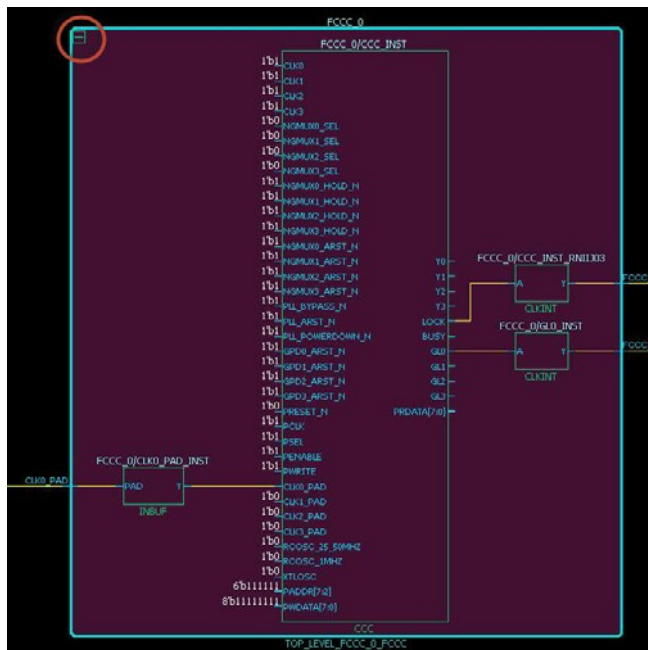 FCCC_0
FCCC_0/CCC_INST
1'b1 CLK0
1'b1 CLK1
1'b1 CLK2
1'b1 CLK3
1'b0 NGMUX0_SEL
1'b0 NGMUX1_SEL
1'b0 NGMUX2_SEL
1'b0 NGMUX3_SEL
1'b1 NGMUX0_HOLD_N
1'b1 NGMUX1_HOLD_N
1'b1 NGMUX2_HOLD_N
1'b1 NGMUX3_HOLD_N
1'b1 NGMUX0_ARST_N
1'b1 NGMUX1_ARST_N Y0
1'b1 NGMUX2_ARST_N Y1
1'b1 NGMUX3_ARST_N Y2
1'b1 PLL_BYPASS_N Y3
1'b1 PLL_ARST_N LOCK
1'b1 PLL_POWERDOWN_N BUSY
1'b1 GPD0_ARST_N GL0
1'b1 GPD1_ARST_N GL1
1'b1 GPD2_ARST_N GL2
1'b1 GPD3_ARST_N GL3
1'b0 PRESET_N PRDATA[7:0]
1'b1 PCLK
1'b1 PSEL
1'b1 PENABLE
1'b1 PWRITE
CLK0_PAD
1'b0 CLK1_PAD
1'b0 CLK2_PAD
1'b0 CLK3_PAD
1'b0 RCOSC_25_50MHZ
1'b0 RCOSC_1MHZ
1'b0 XTLOSC
6'b111111 PADDR[7:2]
8'b11111111 PWDATA[7:0]
CCC
FCCC_0/CCC_INST_RNIIJ03
A Y
CLKINT
FCCC
FCCC_0/GL0_INST
A Y
CLKINT
FCCC
FCCC_0/CLK0_PAD_INST
CLK0_PAD
PAD Y
INBUF
TOP_LEVEL_FCCC_0_FCCC